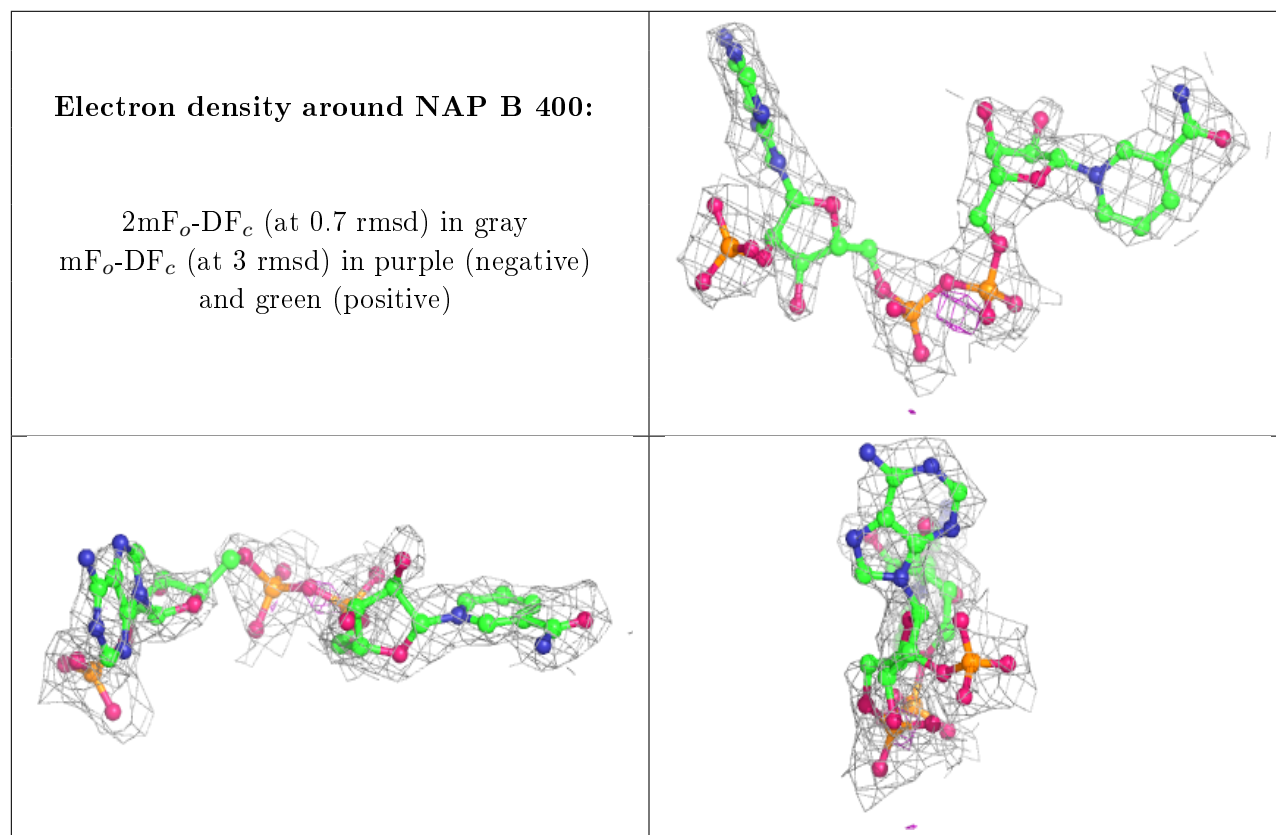 Electron density around NAP B 400:
2mFₒ-DF𝒸 (at 0.7 rmsd) in gray
mFₒ-DF𝒸 (at 3 rmsd) in purple (negative)
and green (positive)